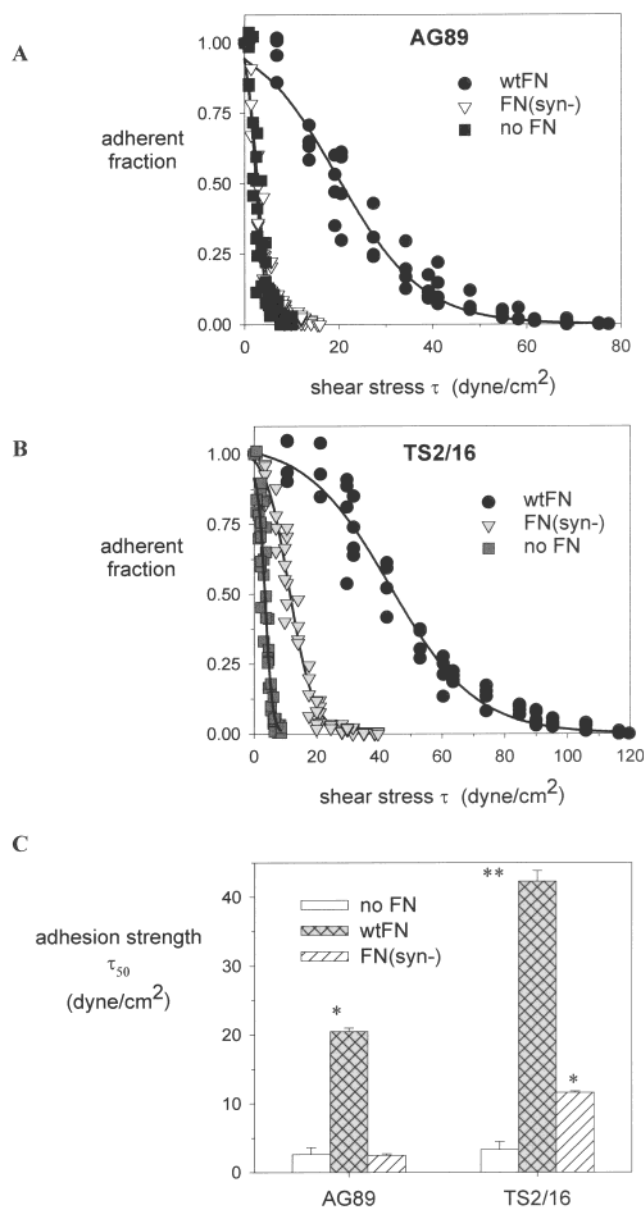 A
AG89
wtFN
FN(syn-)
no FN
adherent
fraction
1.00
0.75
0.50
0.25
0.00
0 20 40 60 80
shear stress τ (dyne/cm²)
B
TS2/16
wtFN
FN(syn-)
no FN
adherent
fraction
1.00
0.75
0.50
0.25
0.00
0 20 40 60 80 100 120
shear stress τ (dyne/cm²)
C
no FN
wtFN
FN(syn-)
adhesion strength
τ₅₀
(dyne/cm²)
40
30
20
10
0
*
**
*
AG89 TS2/16